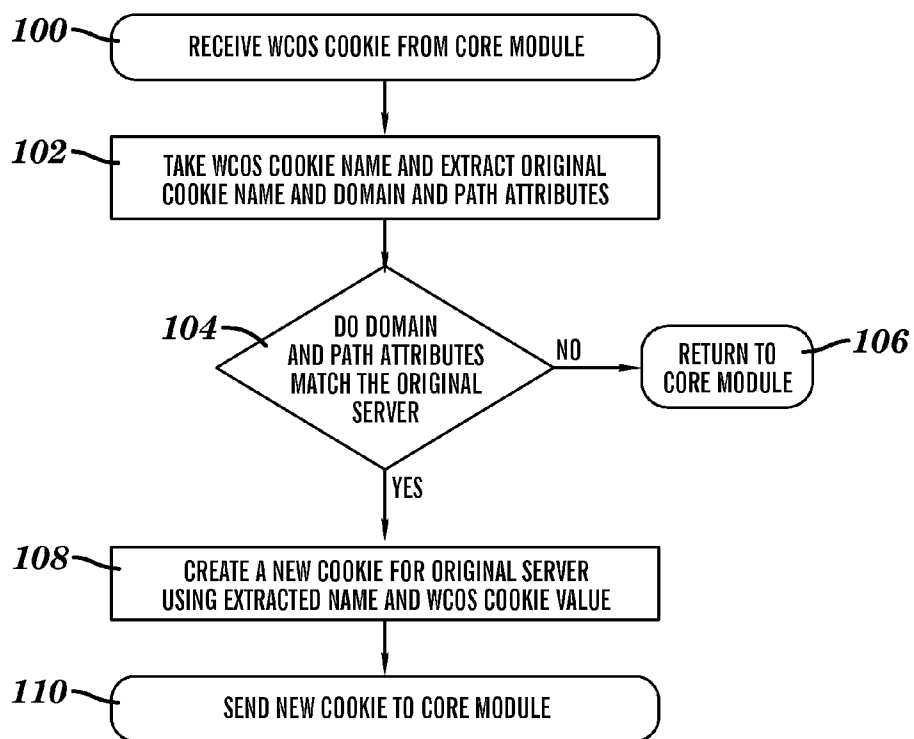 100
RECEIVE WCOS COOKIE FROM CORE MODULE
102
TAKE WCOS COOKIE NAME AND EXTRACT ORIGINAL
COOKIE NAME AND DOMAIN AND PATH ATTRIBUTES
104
DO DOMAIN
AND PATH ATTRIBUTES
MATCH THE ORIGINAL
SERVER
NO
RETURN TO
CORE MODULE
106
YES
108
CREATE A NEW COOKIE FOR ORIGINAL SERVER
USING EXTRACTED NAME AND WCOS COOKIE VALUE
110
SEND NEW COOKIE TO CORE MODULE